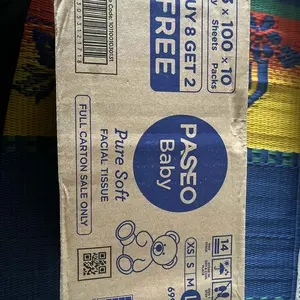 UY 8 GET 2
FREE
3 × 100 × 10
Sheets
Packs
FULL CARTON SALE ONLY
PASEO
Baby
Pure Soft
FACIAL TISSUE
XS
S
M
L
14